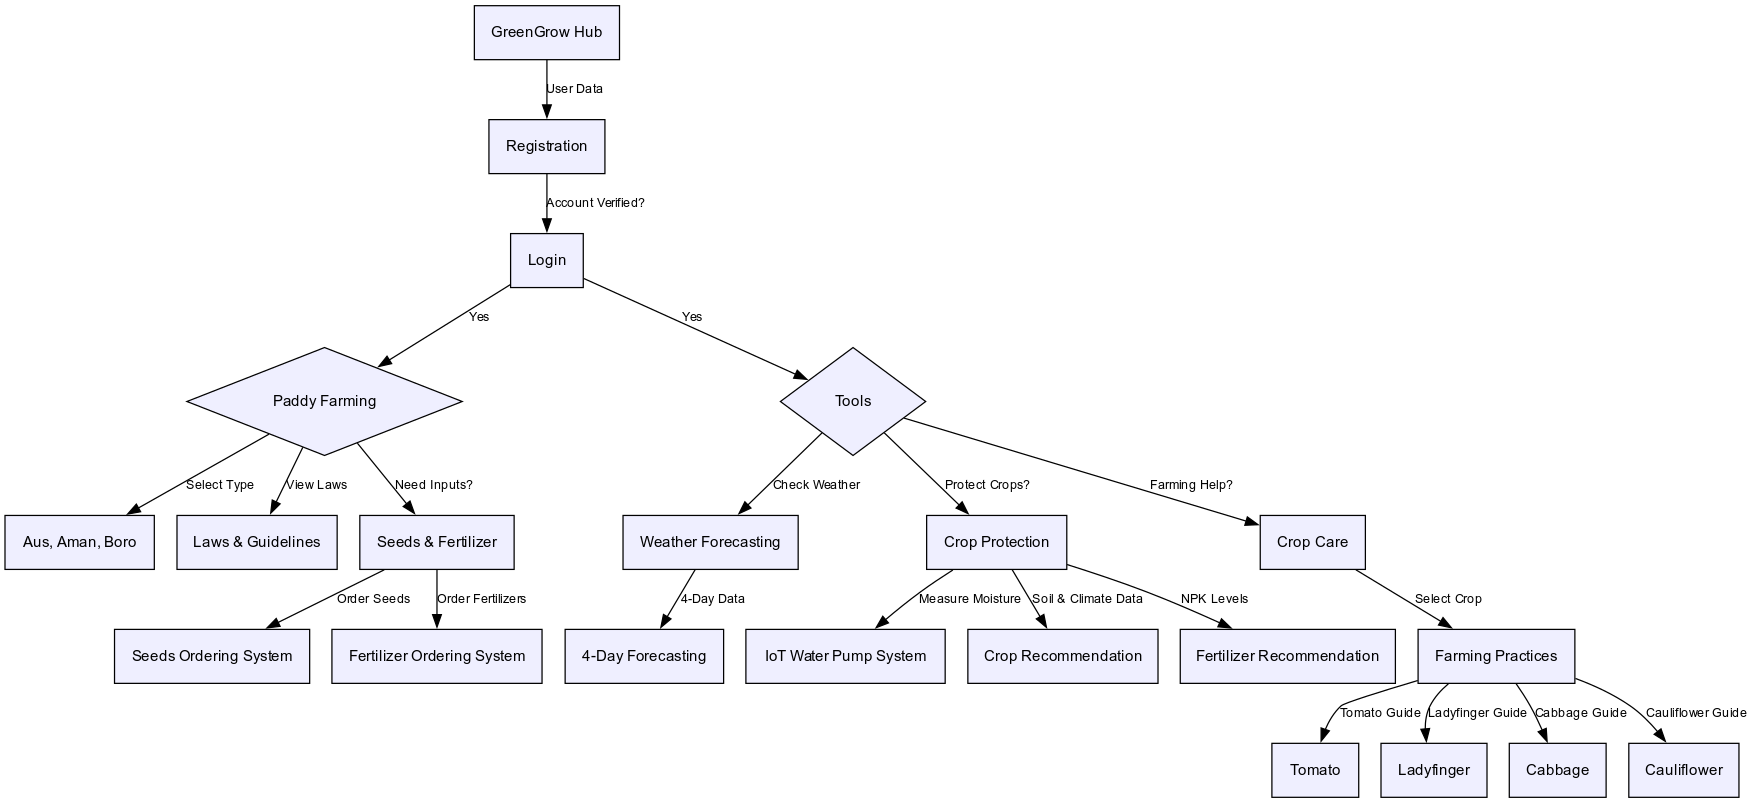 GreenGrow Hub
User Data
Registration
Account Verified?
Login
Yes
Yes
Paddy Farming
Tools
Select Type
View Laws
Need Inputs?
Check Weather
Protect Crops?
Farming Help?
Aus, Aman, Boro
Laws & Guidelines
Seeds & Fertilizer
Weather Forecasting
Crop Protection
Crop Care
Order Seeds
Order Fertilizers
4-Day Data
Measure Moisture
Soil & Climate Data
NPK Levels
Select Crop
Seeds Ordering System
Fertilizer Ordering System
4-Day Forecasting
IoT Water Pump System
Crop Recommendation
Fertilizer Recommendation
Farming Practices
Tomato Guide
Ladyfinger Guide
Cabbage Guide
Cauliflower Guide
Tomato
Ladyfinger
Cabbage
Cauliflower